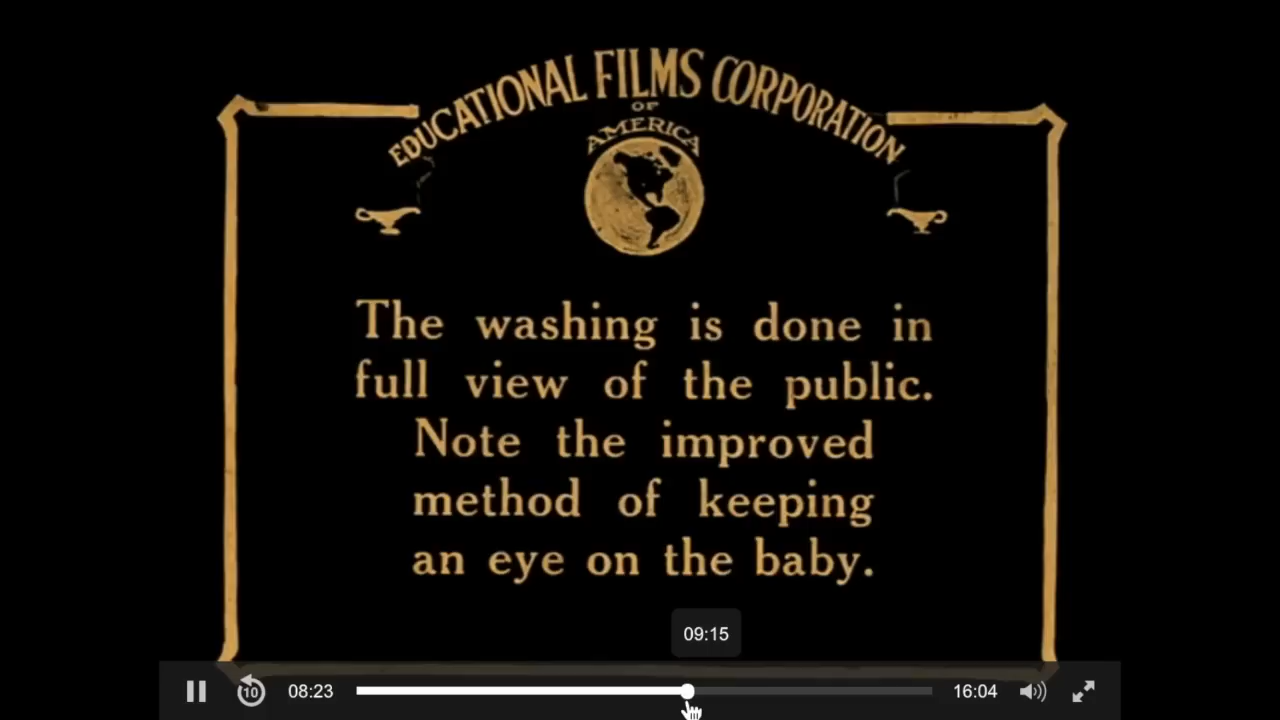 EDUCATIONAL FILMS CORPORATION
OF
AMERICA
The washing is done in
full view of the public.
Note the improved
method of keeping
an eye on the baby.
09:15
10 08:23 16:04